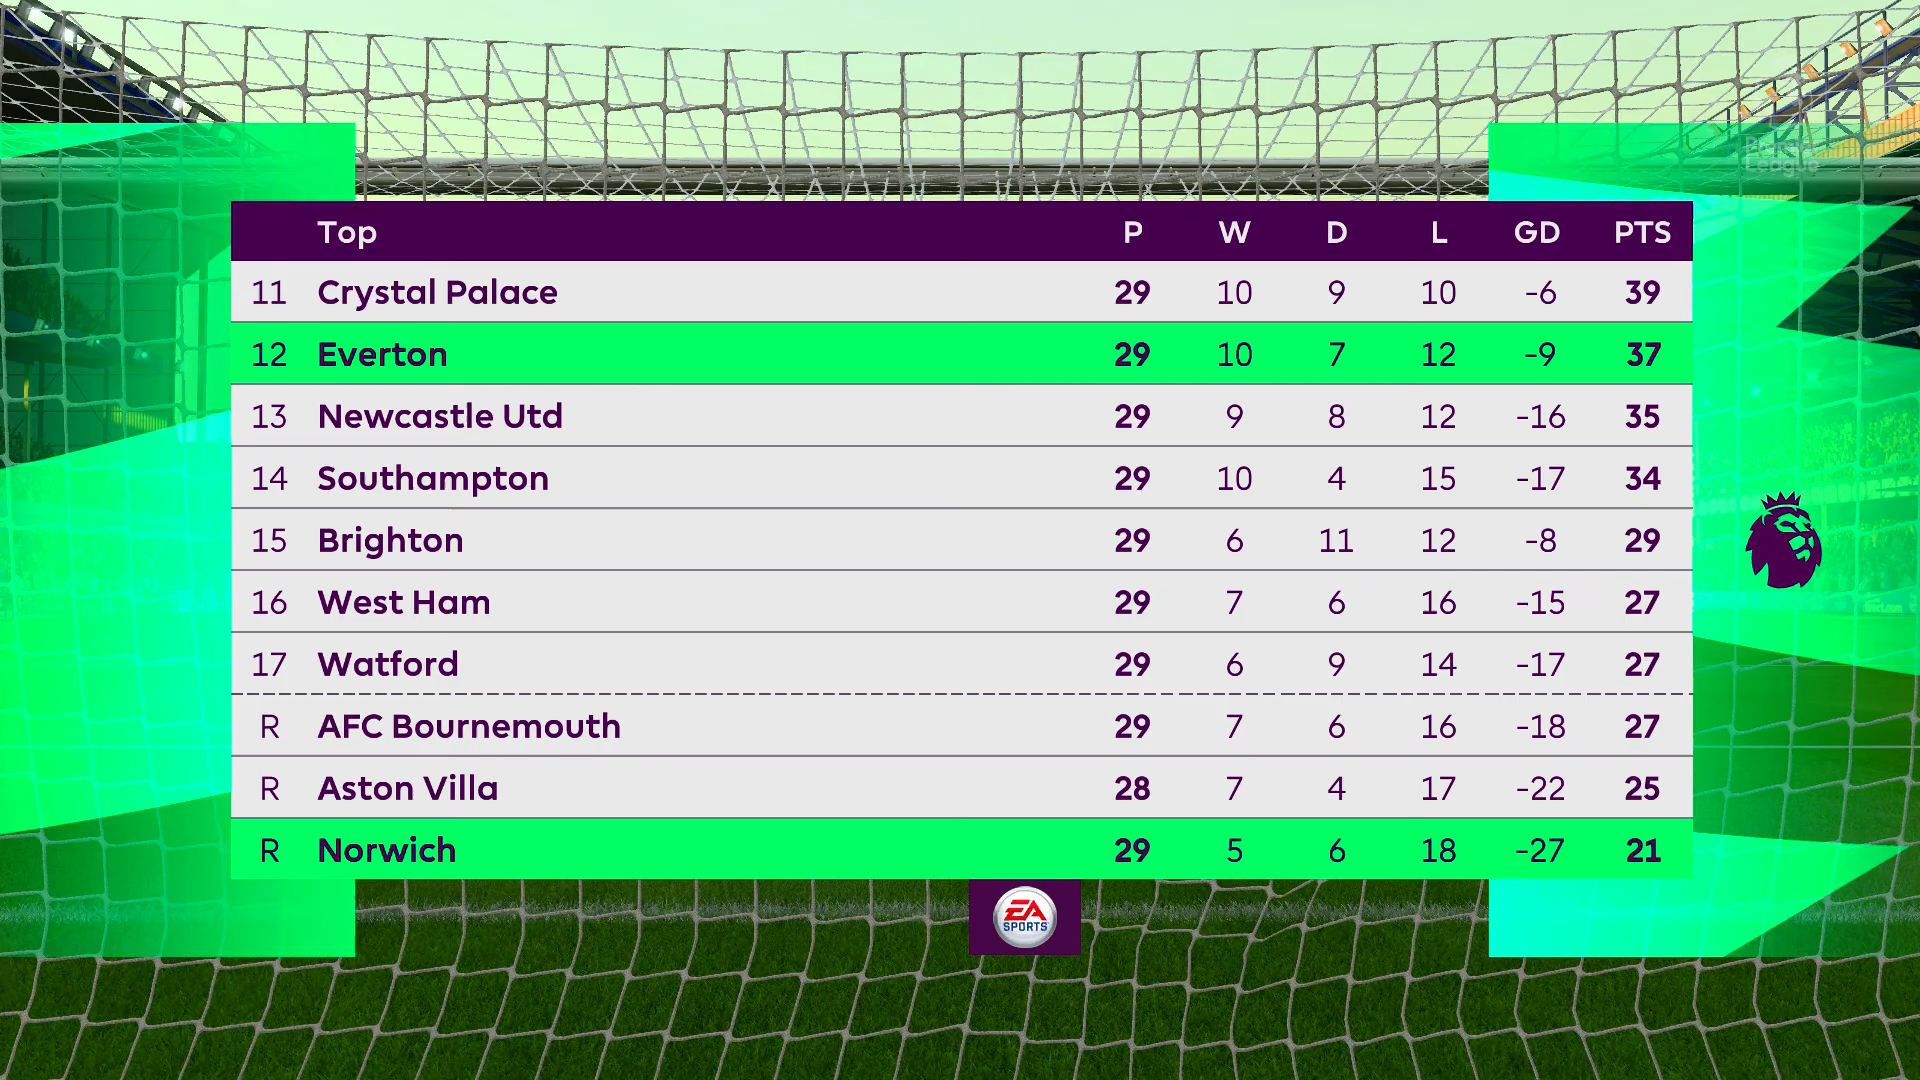 Premier
League
Top P W D L GD PTS
11 Crystal Palace 29 10 9 10 -6 39
12 Everton 29 10 7 12 -9 37
13 Newcastle Utd 29 9 8 12 -16 35
14 Southampton 29 10 4 15 -17 34
15 Brighton 29 6 11 12 -8 29
16 West Ham 29 7 6 16 -15 27
17 Watford 29 6 9 14 -17 27
R AFC Bournemouth 29 7 6 16 -18 27
R Aston Villa 28 7 4 17 -22 25
R Norwich 29 5 6 18 -27 21
EA
SPORTS